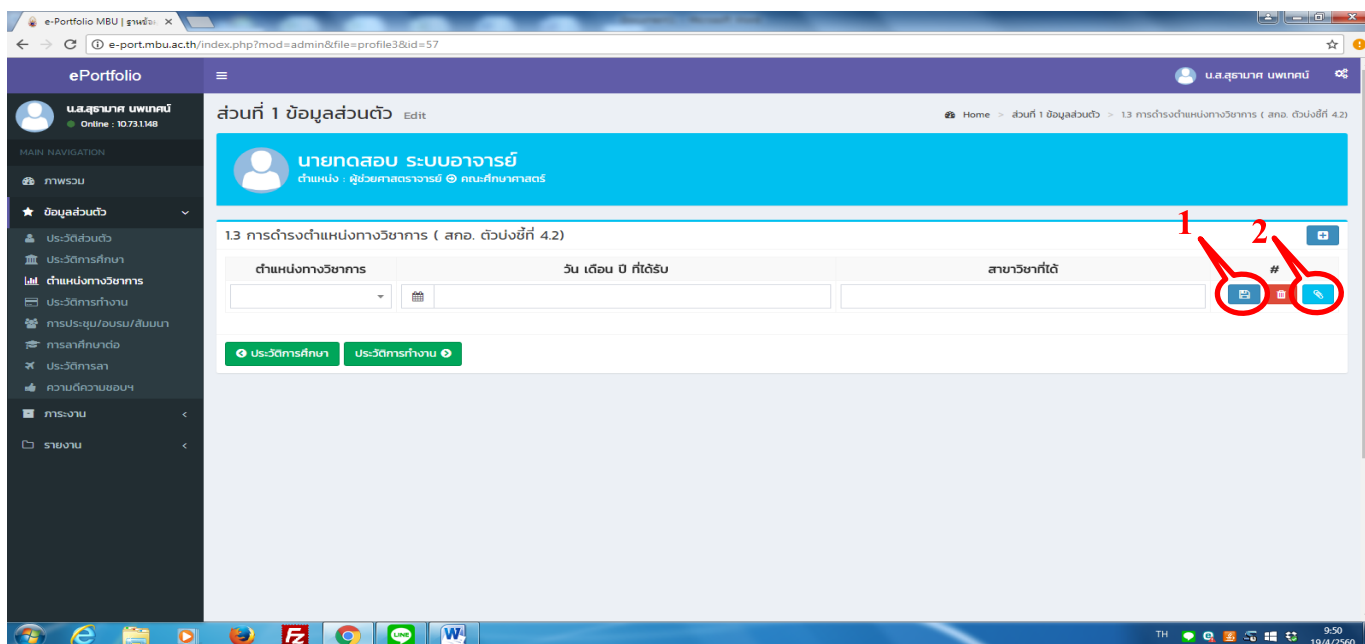 e-Portfolio MBU | ฐานข้อ
e-port.mbu.ac.th/index.php?mod=admin&file=profile3&id=57
ePortfolio
น.ส.สุธามาศ นพเทศน์
น.ส.สุธามาศ นพเทศน์
Online : 10.73.1.148
ส่วนที่ 1 ข้อมูลส่วนตัว Edit
Home > ส่วนที่ 1 ข้อมูลส่วนตัว > 1.3 การดำรงตำแหน่งทางวิชาการ ( สกอ. ตัวบ่งชี้ที่ 4.2)
MAIN NAVIGATION
ภาพรวม
ข้อมูลส่วนตัว
ประวัติส่วนตัว
ประวัติการศึกษา
ตำแหน่งทางวิชาการ
ประวัติการทำงาน
การประชุม/อบรม/สัมมนา
การลาศึกษาต่อ
ประวัติการลา
ความดีความชอบฯ
ภาระงาน
รายงาน
นายทดสอบ ระบบอาจารย์
ตำแหน่ง : ผู้ช่วยศาสตราจารย์ คณะศึกษาศาสตร์
1.3 การดำรงตำแหน่งทางวิชาการ ( สกอ. ตัวบ่งชี้ที่ 4.2)
1 2
ตำแหน่งทางวิชาการ วัน เดือน ปี ที่ได้รับ สาขาวิชาที่ได้ #
ประวัติการศึกษา ประวัติการทำงาน
TH
9:50
19/4/2560